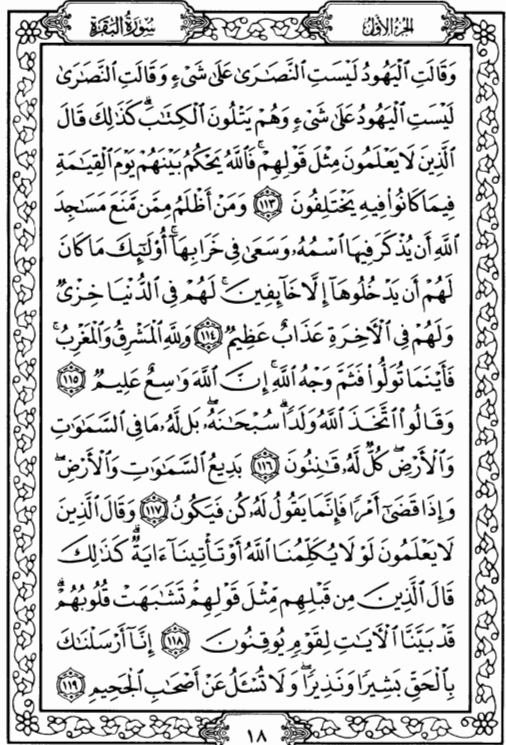 الجزء الأول
سورة البقرة
وَقَالَتِ ٱلۡيَهُودُ لَيۡسَتِ ٱلنَّصَٰرَىٰ عَلَىٰ شَيۡءٖ وَقَالَتِ ٱلنَّصَٰرَىٰ
لَيۡسَتِ ٱلۡيَهُودُ عَلَىٰ شَيۡءٖ وَهُمۡ يَتۡلُونَ ٱلۡكِتَٰبَۗ كَذَٰلِكَ قَالَ
ٱلَّذِينَ لَا يَعۡلَمُونَ مِثۡلَ قَوۡلِهِمۡۚ فَٱللَّهُ يَحۡكُمُ بَيۡنَهُمۡ يَوۡمَ ٱلۡقِيَٰمَةِ
فِيمَا كَانُواْ فِيهِ يَخۡتَلِفُونَ ١١٣ وَمَنۡ أَظۡلَمُ مِمَّن مَّنَعَ مَسَٰجِدَ
ٱللَّهِ أَن يُذۡكَرَ فِيهَا ٱسۡمُهُۥ وَسَعَىٰ فِي خَرَابِهَآۚ أُوْلَٰٓئِكَ مَا كَانَ
لَهُمۡ أَن يَدۡخُلُوهَآ إِلَّا خَآئِفِينَۚ لَهُمۡ فِي ٱلدُّنۡيَا خِزۡيٞ
وَلَهُمۡ فِي ٱلۡأٓخِرَةِ عَذَابٌ عَظِيمٞ ١١٤ وَلِلَّهِ ٱلۡمَشۡرِقُ وَٱلۡمَغۡرِبُۚ
فَأَيۡنَمَا تُوَلُّواْ فَثَمَّ وَجۡهُ ٱللَّهِۚ إِنَّ ٱللَّهَ وَٰسِعٌ عَلِيمٞ ١١٥
وَقَالُواْ ٱتَّخَذَ ٱللَّهُ وَلَدٗاۗ سُبۡحَٰنَهُۥۖ بَل لَّهُۥ مَا فِي ٱلسَّمَٰوَٰتِ
وَٱلۡأَرۡضِۖ كُلّٞ لَّهُۥ قَٰنِتُونَ ١١٦ بَدِيعُ ٱلسَّمَٰوَٰتِ وَٱلۡأَرۡضِۖ
وَإِذَا قَضَىٰٓ أَمۡرٗا فَإِنَّمَا يَقُولُ لَهُۥ كُن فَيَكُونُ ١١٧ وَقَالَ ٱلَّذِينَ
لَا يَعۡلَمُونَ لَوۡلَا يُكَلِّمُنَا ٱللَّهُ أَوۡ تَأۡتِينَآ ءَايَةٞۗ كَذَٰلِكَ
قَالَ ٱلَّذِينَ مِن قَبۡلِهِم مِّثۡلَ قَوۡلِهِمۡۘ تَشَٰبَهَتۡ قُلُوبُهُمۡۗ
قَدۡ بَيَّنَّا ٱلۡأٓيَٰتِ لِقَوۡمٖ يُوقِنُونَ ١١٨ إِنَّآ أَرۡسَلۡنَٰكَ
بِٱلۡحَقِّ بَشِيرٗا وَنَذِيرٗاۖ وَلَا تُسۡـَٔلُ عَنۡ أَصۡحَٰبِ ٱلۡجَحِيمِ ١١٩
١٨